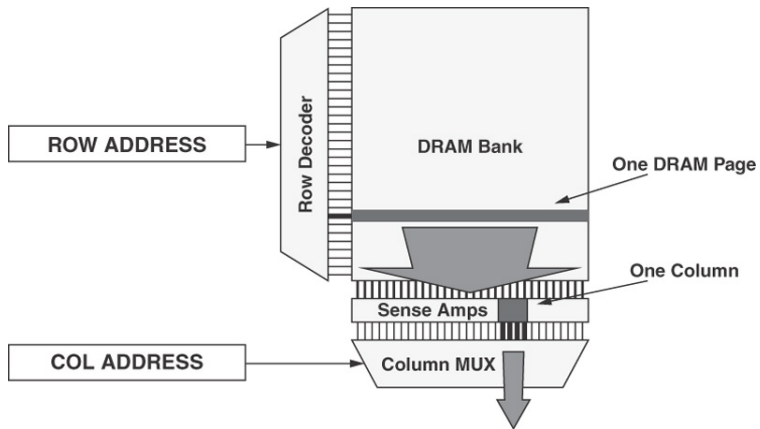 ROW ADDRESS
Row Decoder
DRAM Bank
One DRAM Page
One Column
Sense Amps
COL ADDRESS
Column MUX